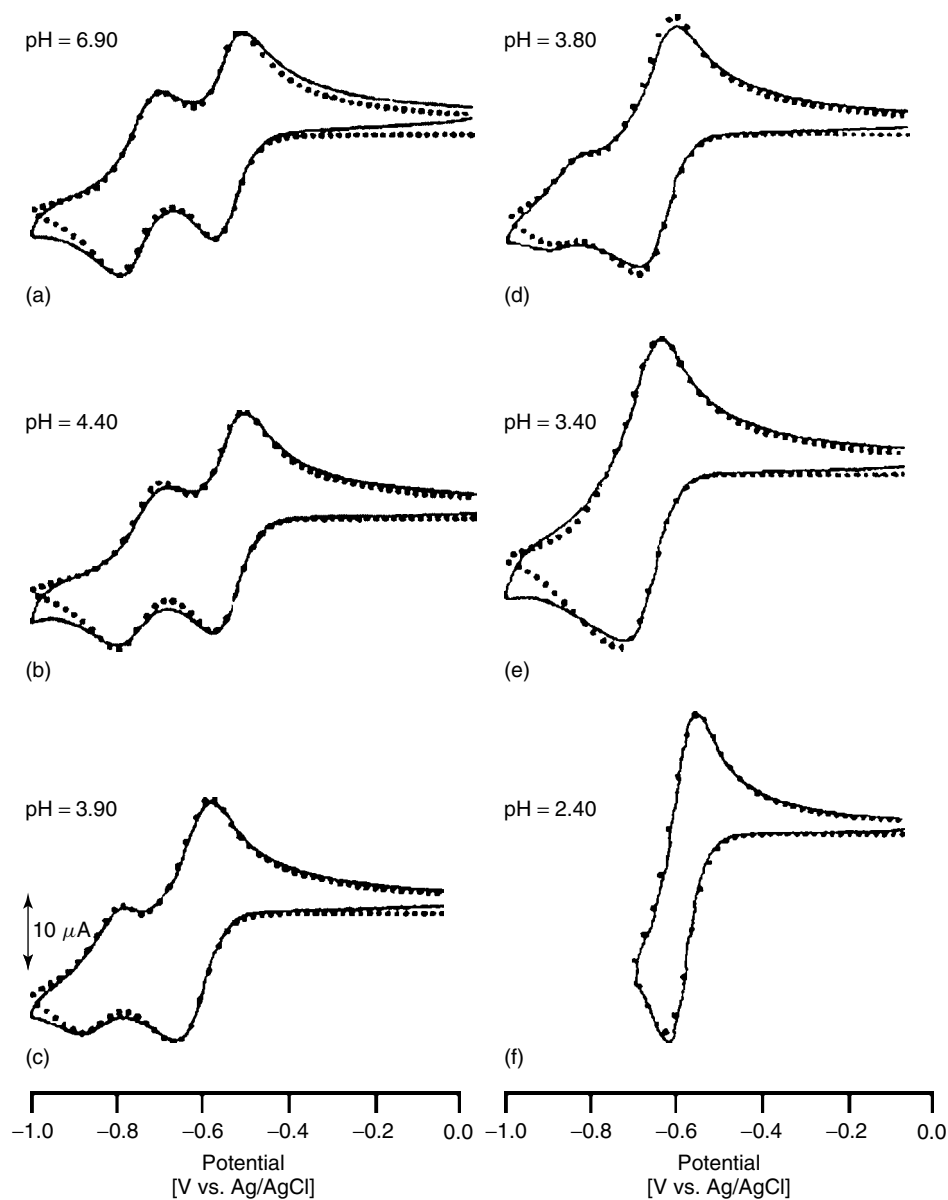 pH = 6.90
(a)
pH = 4.40
(b)
pH = 3.90
10 μA
(c)
−1.0 −0.8 −0.6 −0.4 −0.2 0.0
Potential
[V vs. Ag/AgCl]
pH = 3.80
(d)
pH = 3.40
(e)
pH = 2.40
(f)
−1.0 −0.8 −0.6 −0.4 −0.2 0.0
Potential
[V vs. Ag/AgCl]